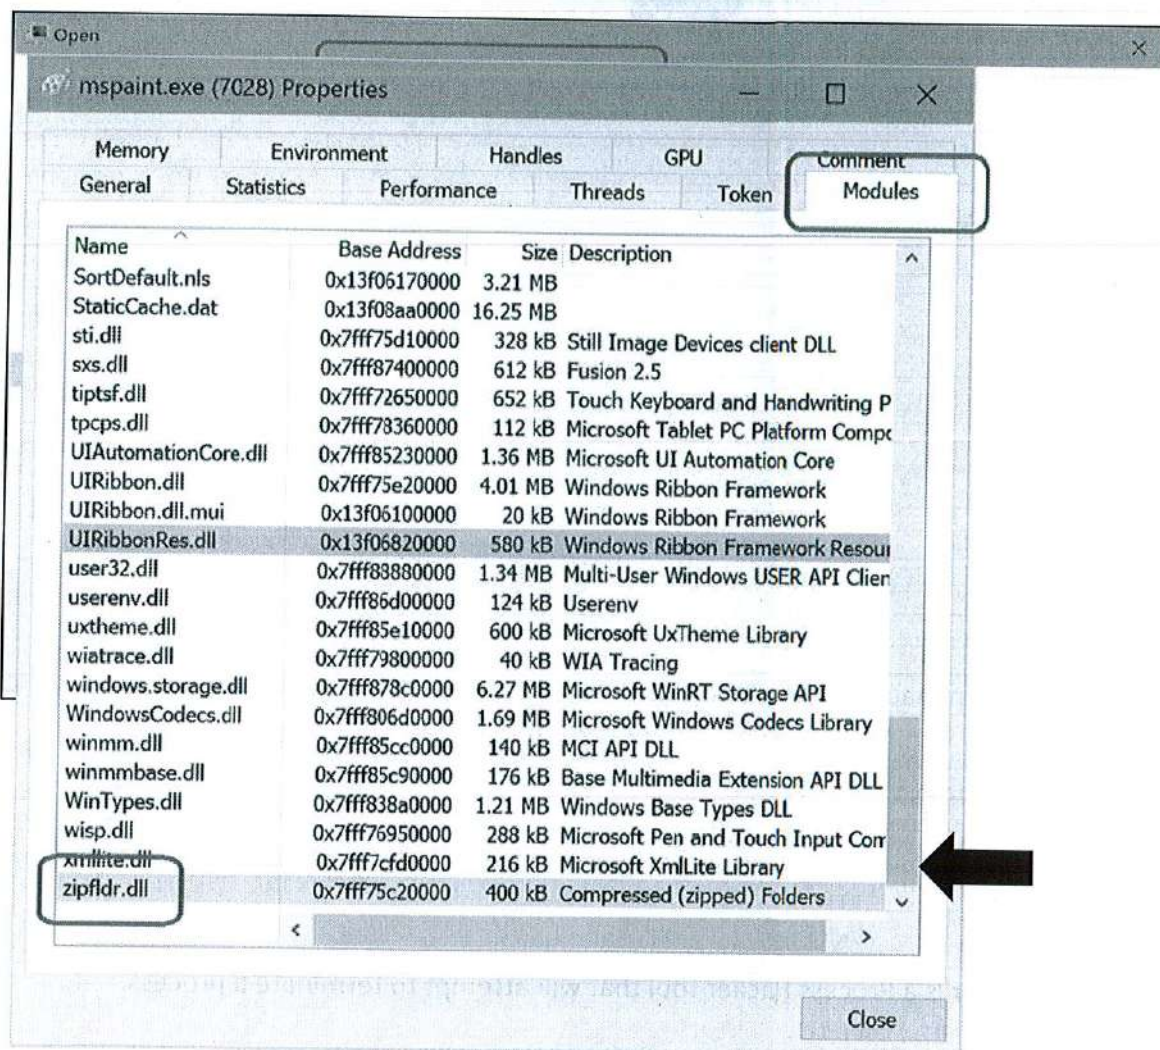 Open
mspaint.exe (7028) Properties
Memory Environment Handles GPU Comment
General Statistics Performance Threads Token Modules
Name Base Address Size Description
SortDefault.nls 0x13f06170000 3.21 MB
StaticCache.dat 0x13f08aa0000 16.25 MB
sti.dll 0x7fff75d10000 328 kB Still Image Devices client DLL
sxs.dll 0x7fff87400000 612 kB Fusion 2.5
tiptsf.dll 0x7fff72650000 652 kB Touch Keyboard and Handwriting P
tpcps.dll 0x7fff78360000 112 kB Microsoft Tablet PC Platform Compo
UIAutomationCore.dll 0x7fff85230000 1.36 MB Microsoft UI Automation Core
UIRibbon.dll 0x7fff75e20000 4.01 MB Windows Ribbon Framework
UIRibbon.dll.mui 0x13f06100000 20 kB Windows Ribbon Framework
UIRibbonRes.dll 0x13f06820000 580 kB Windows Ribbon Framework Resour
user32.dll 0x7fff88880000 1.34 MB Multi-User Windows USER API Clien
userenv.dll 0x7fff86d00000 124 kB Userenv
uxtheme.dll 0x7fff85e10000 600 kB Microsoft UxTheme Library
wiatrace.dll 0x7fff79800000 40 kB WIA Tracing
windows.storage.dll 0x7fff878c0000 6.27 MB Microsoft WinRT Storage API
WindowsCodecs.dll 0x7fff806d0000 1.69 MB Microsoft Windows Codecs Library
winmm.dll 0x7fff85cc0000 140 kB MCI API DLL
winmmbase.dll 0x7fff85c90000 176 kB Base Multimedia Extension API DLL
WinTypes.dll 0x7fff838a0000 1.21 MB Windows Base Types DLL
wisp.dll 0x7fff76950000 288 kB Microsoft Pen and Touch Input Com
xmllite.dll 0x7fff7cfd0000 216 kB Microsoft XmlLite Library
zipfldr.dll 0x7fff75c20000 400 kB Compressed (zipped) Folders
Close